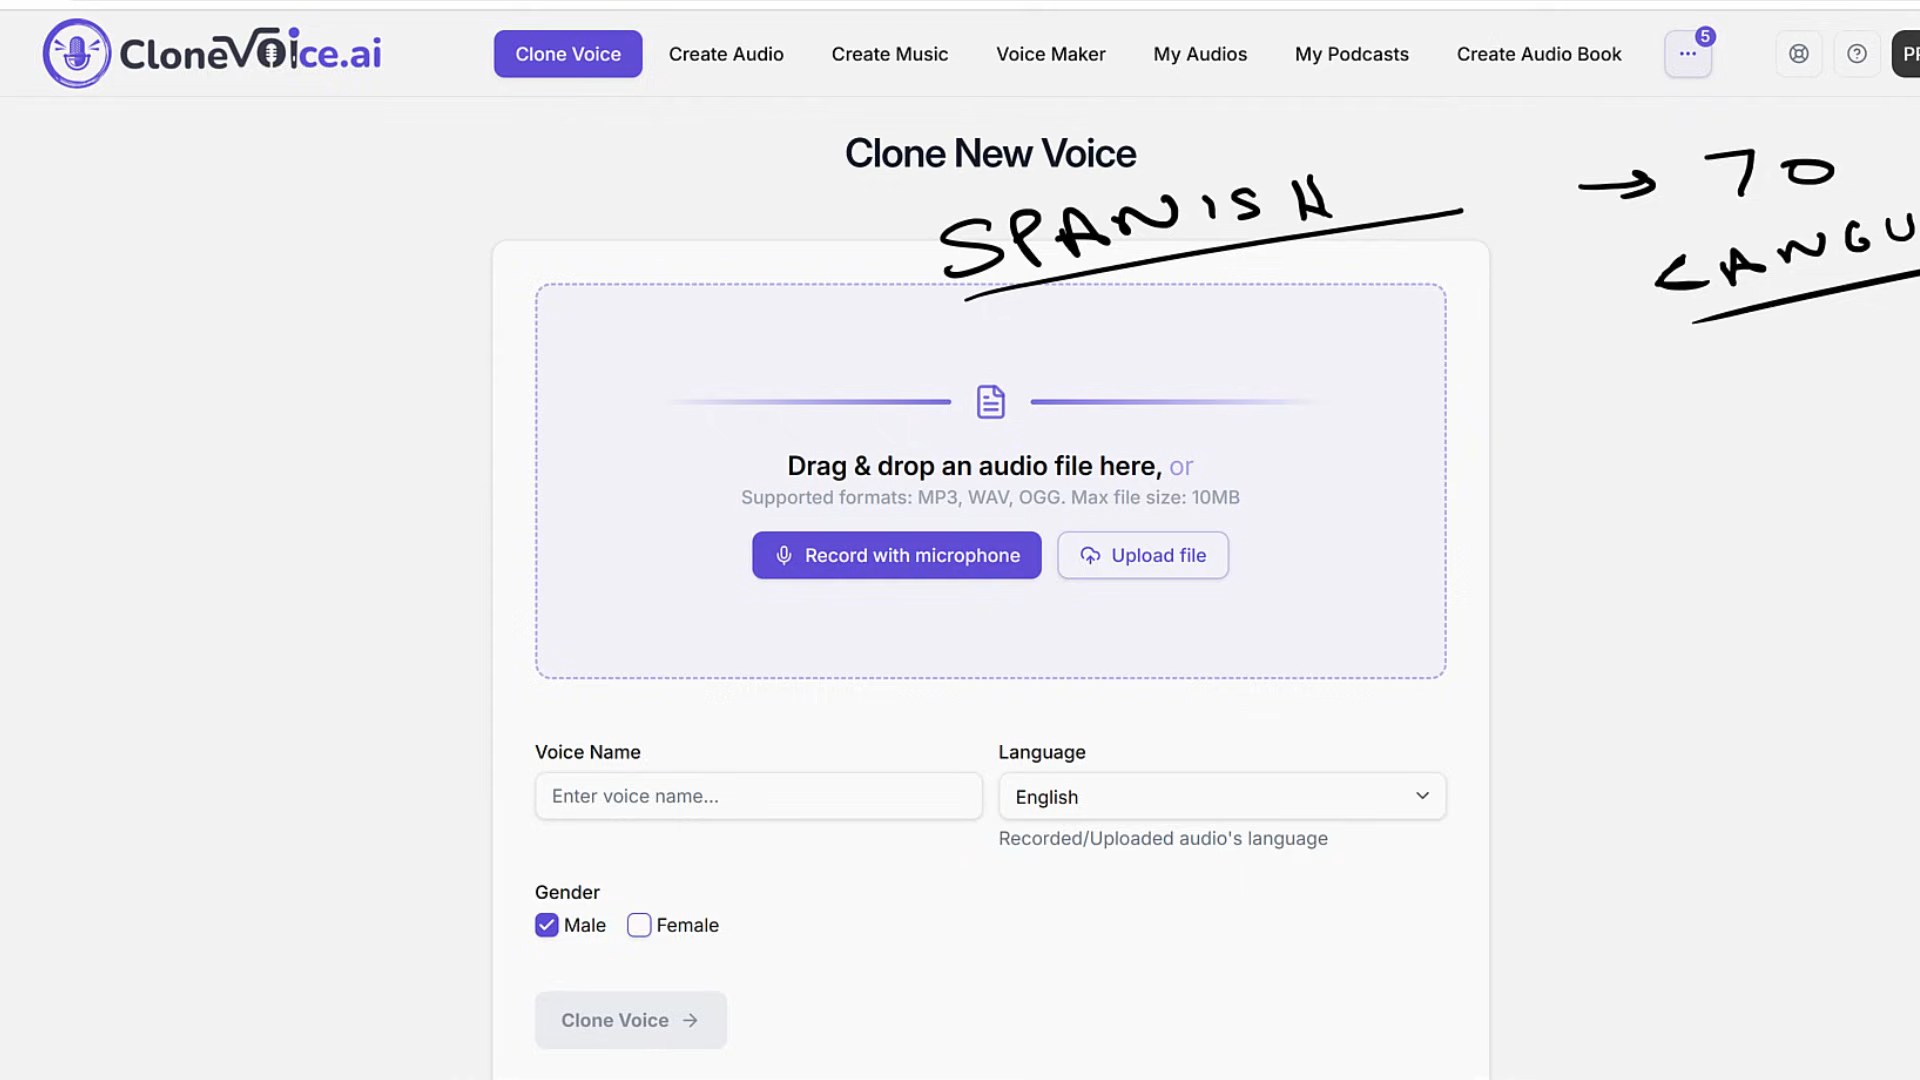 CloneVoice.ai
Clone Voice
Create Audio
Create Music
Voice Maker
My Audios
My Podcasts
Create Audio Book
5
Clone New Voice
SPANISH
→ 70
LANGU
Drag & drop an audio file here, or
Supported formats: MP3, WAV, OGG. Max file size: 10MB
Record with microphone
Upload file
Voice Name
Language
Enter voice name...
English
Recorded/Uploaded audio's language
Gender
Male
Female
Clone Voice →